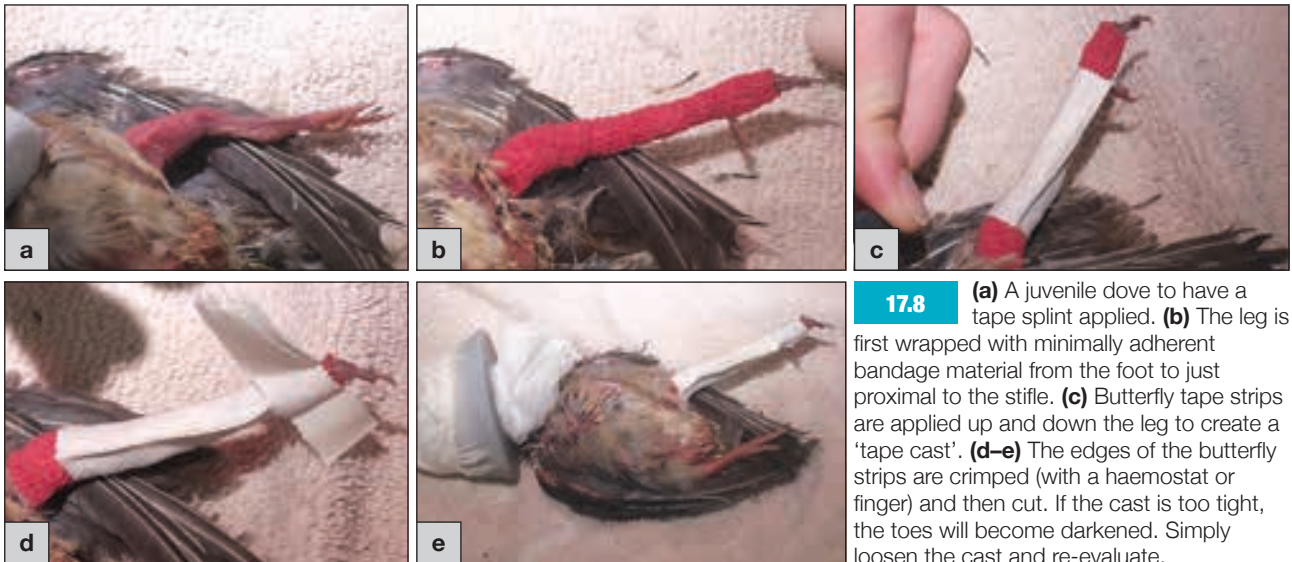 a
b
c
d
e
17.8 (a) A juvenile dove to have a
tape splint applied. (b) The leg is
first wrapped with minimally adherent
bandage material from the foot to just
proximal to the stifle. (c) Butterfly tape strips
are applied up and down the leg to create a
‘tape cast’. (d–e) The edges of the butterfly
strips are crimped (with a haemostat or
finger) and then cut. If the cast is too tight,
the toes will become darkened. Simply
loosen the cast and re-evaluate.